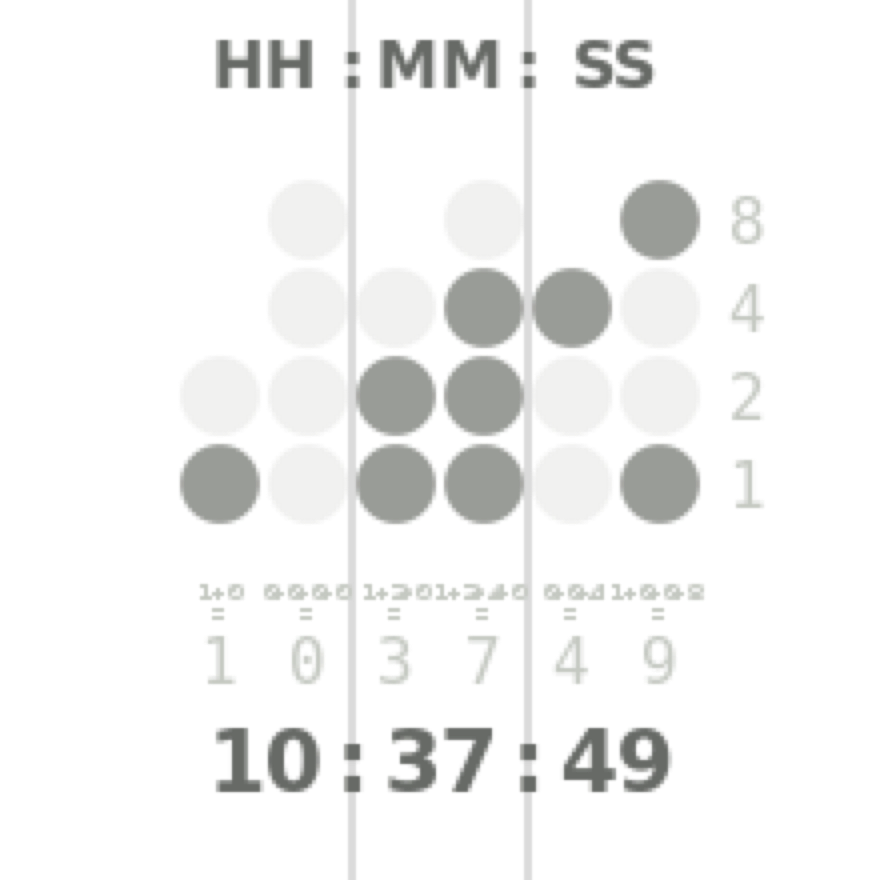 HH : MM : SS
8
4
2
1
= = = = = =
1 0 3 7 4 9
10 : 37 : 49